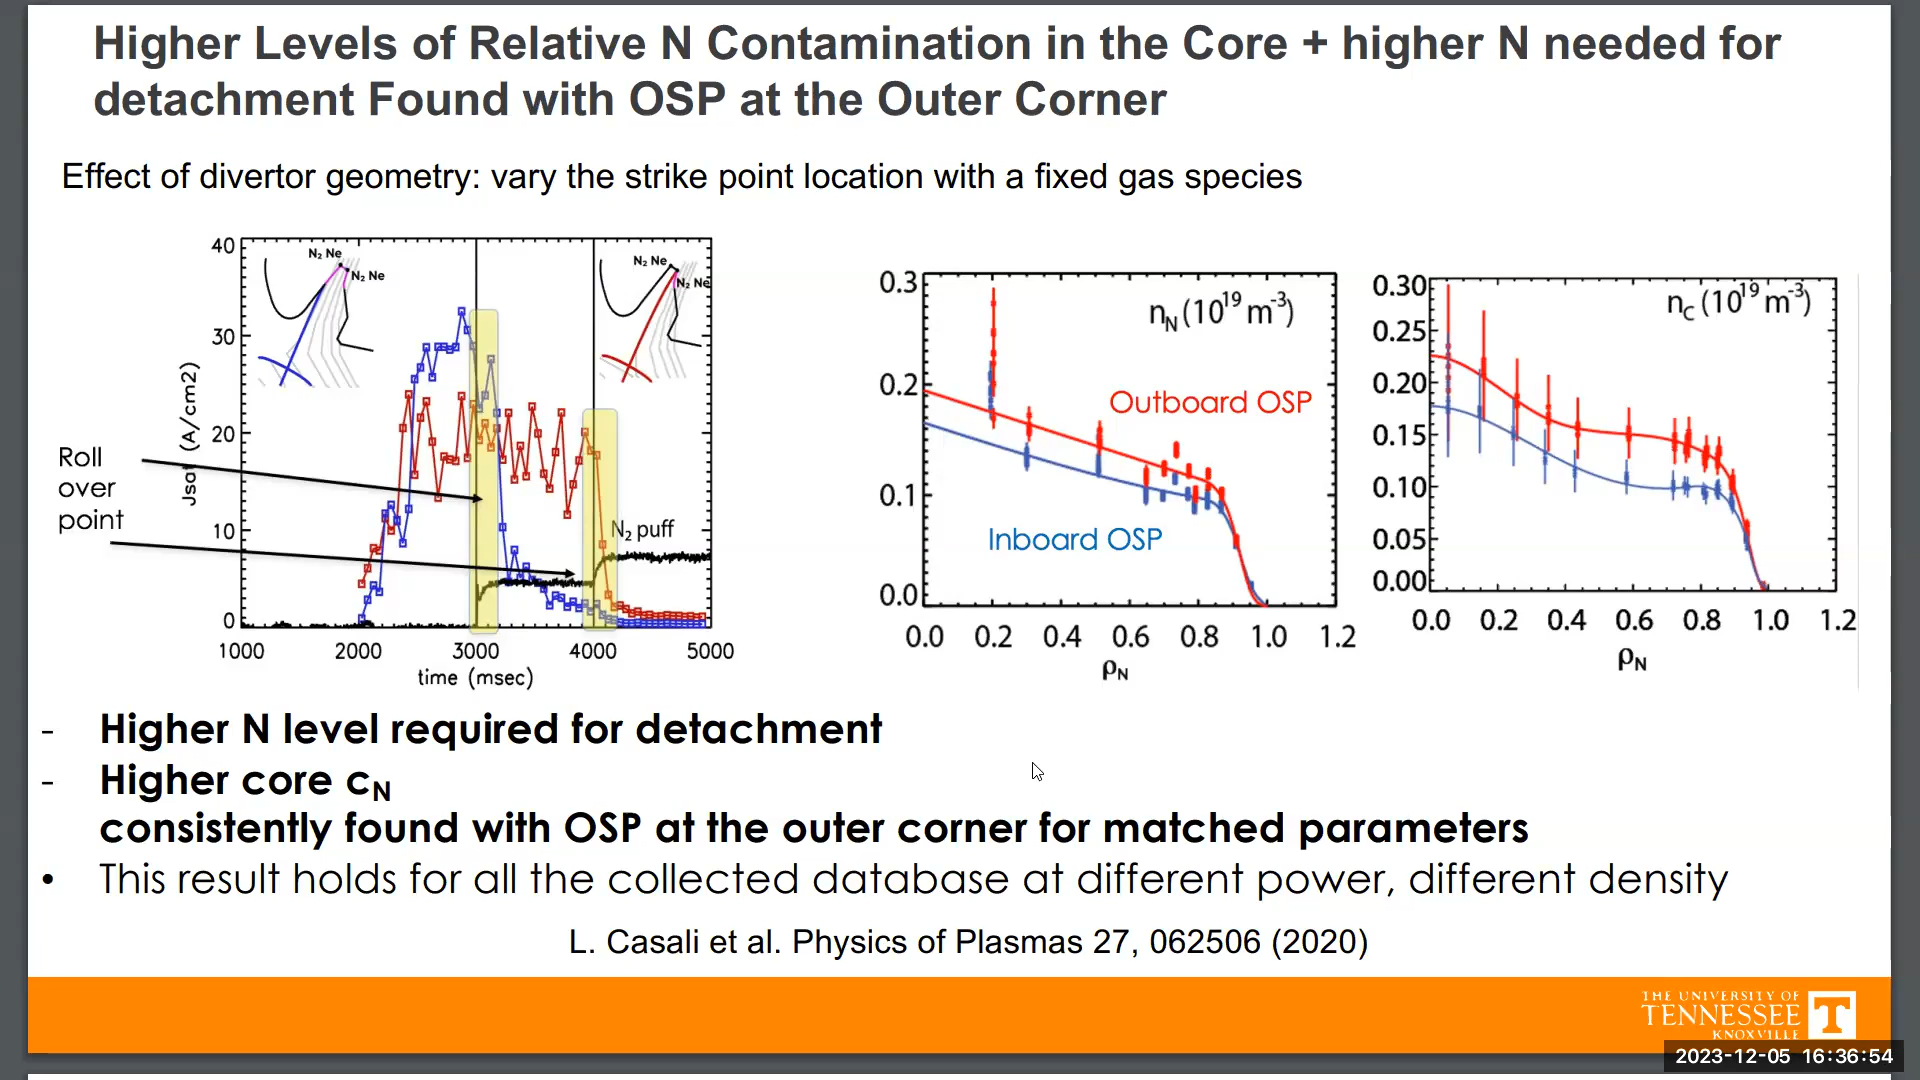 Higher Levels of Relative N Contamination in the Core + higher N needed for
detachment Found with OSP at the Outer Corner
Effect of divertor geometry: vary the strike point location with a fixed gas species
40
30
20
10
0
Jsat (A/cm2)
N₂ Ne
N₂ Ne
N₂ Ne
N₂ Ne
Roll
over
point
N₂ puff
1000 2000 3000 4000 5000
time (msec)
0.3
0.2
0.1
0.0
nN (10¹⁹ m⁻³)
Outboard OSP
Inboard OSP
0.0 0.2 0.4 0.6 0.8 1.0 1.2
ρN
0.30
0.25
0.20
0.15
0.10
0.05
0.00
nC (10¹⁹ m⁻³)
0.0 0.2 0.4 0.6 0.8 1.0 1.2
ρN
- Higher N level required for detachment
- Higher core cN
consistently found with OSP at the outer corner for matched parameters
• This result holds for all the collected database at different power, different density
L. Casali et al. Physics of Plasmas 27, 062506 (2020)
THE UNIVERSITY OF
TENNESSEE
KNOXVILLE
T
2023-12-05 16:36:54